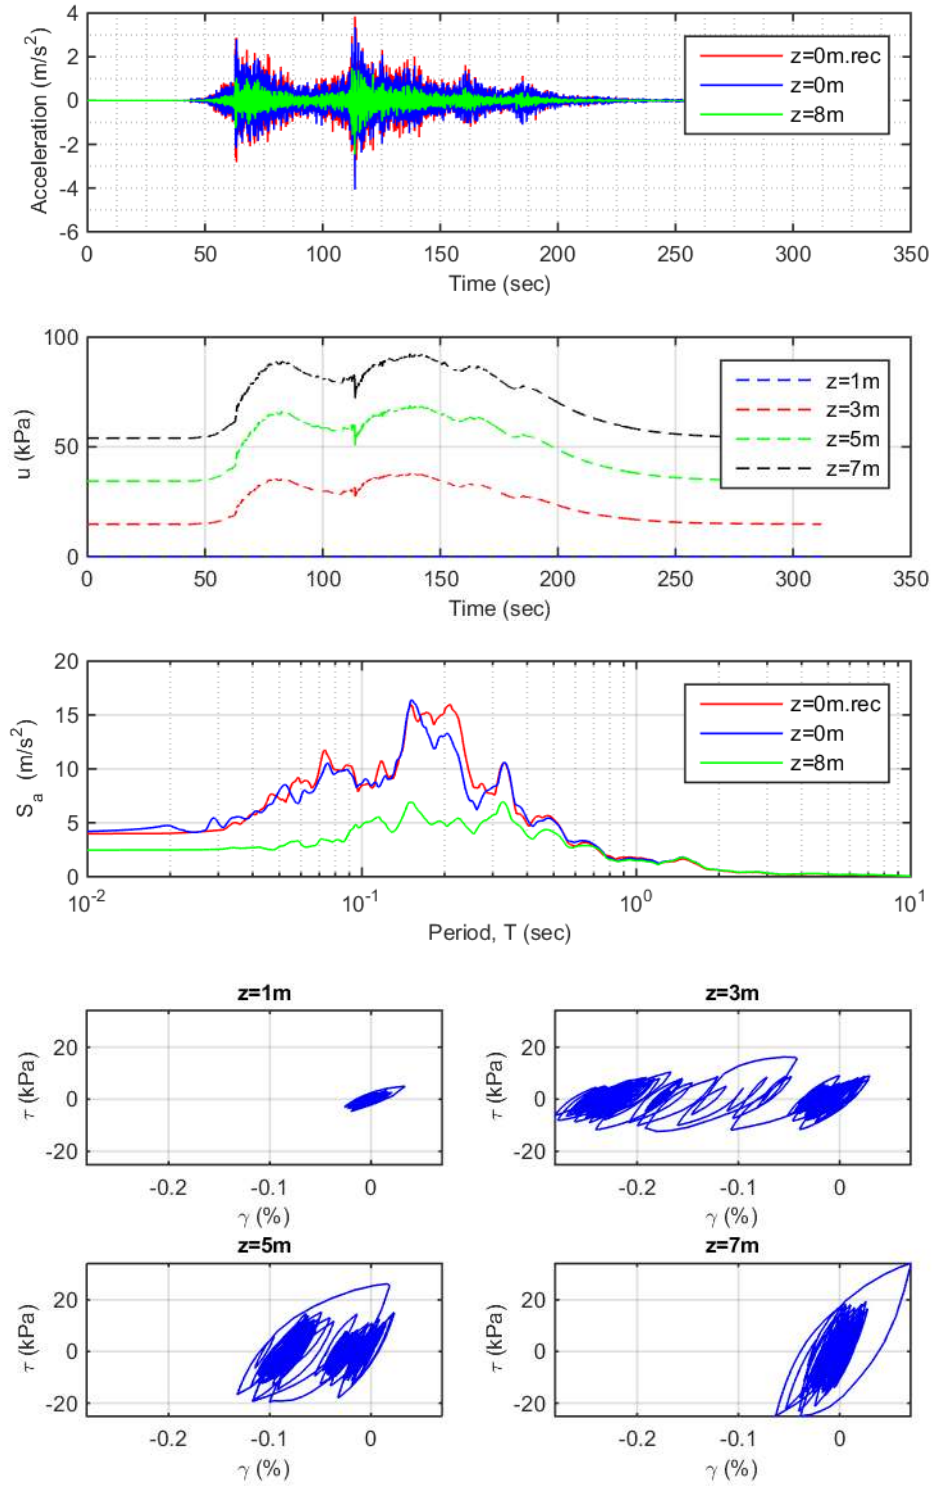 4
2
0
-2
-4
-6
Acceleration (m/s²)
z=0m.rec
z=0m
z=8m
0 50 100 150 200 250 300 350
Time (sec)
100
50
0
u (kPa)
z=1m
z=3m
z=5m
z=7m
0 50 100 150 200 250 300 350
Time (sec)
20
15
10
5
0
Sₐ (m/s²)
z=0m.rec
z=0m
z=8m
10⁻² 10⁻¹ 10⁰ 10¹
Period, T (sec)
z=1m
20
0
-20
τ (kPa)
-0.2 -0.1 0
γ (%)
z=3m
20
0
-20
τ (kPa)
-0.2 -0.1 0
γ (%)
z=5m
20
0
-20
τ (kPa)
-0.2 -0.1 0
γ (%)
z=7m
20
0
-20
τ (kPa)
-0.2 -0.1 0
γ (%)